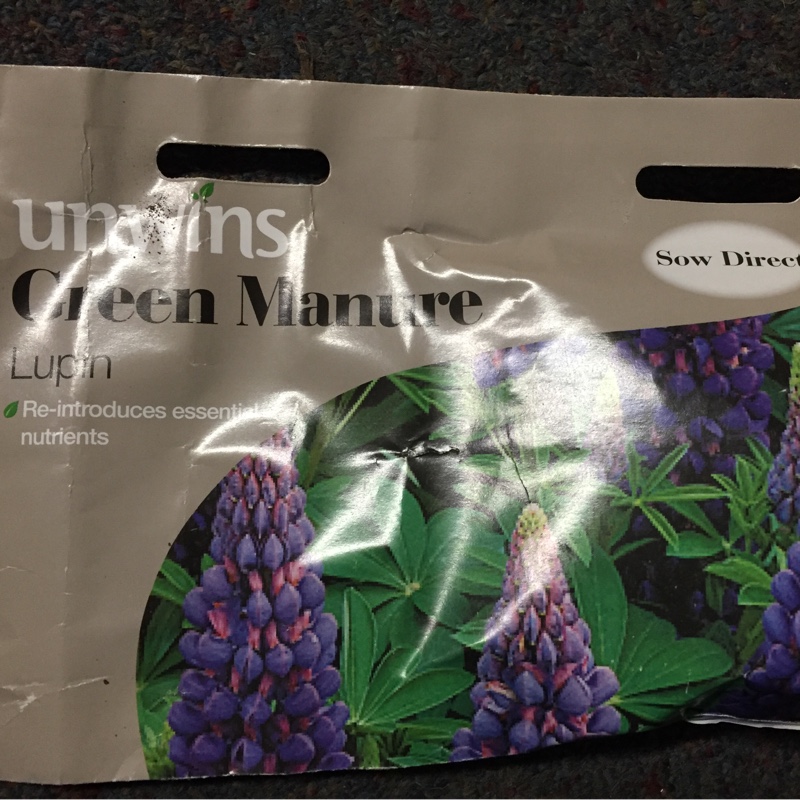 unwins
Green Manure
Lupin
Re-introduces essential
nutrients
Sow Direct